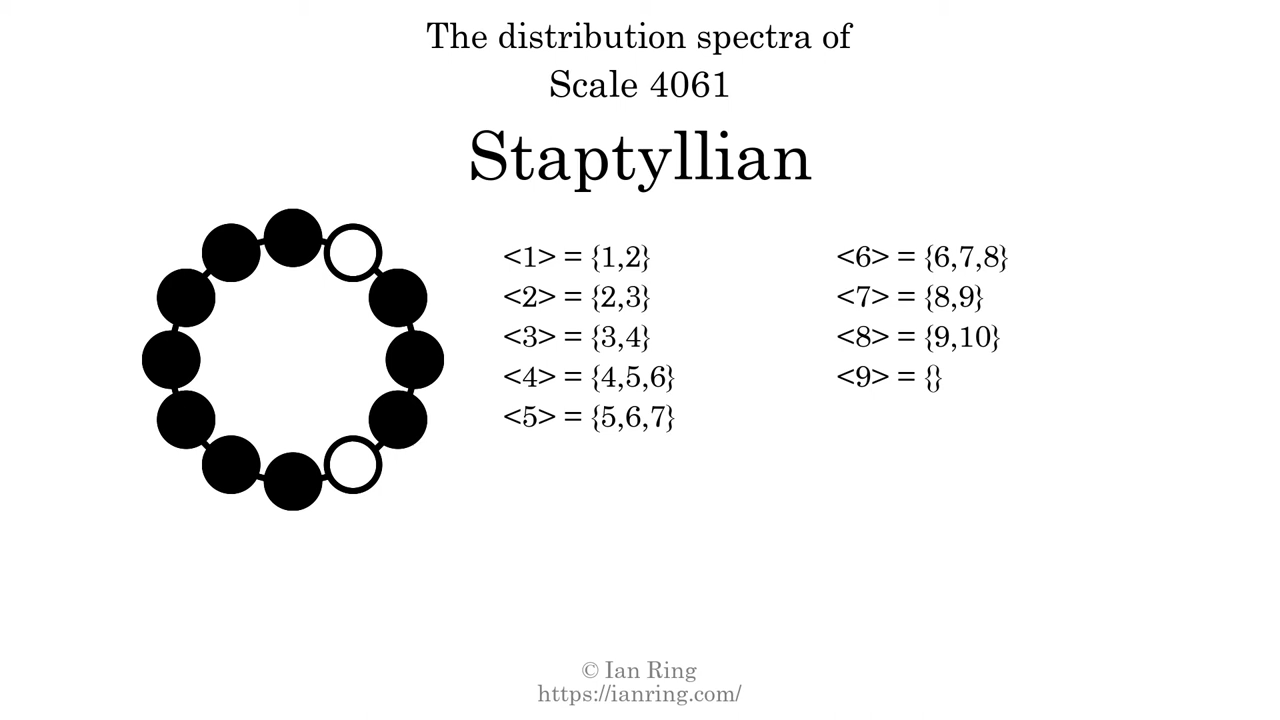 The distribution spectra of
Scale 4061
Staptyllian
<1> = {1,2}
<2> = {2,3}
<3> = {3,4}
<4> = {4,5,6}
<5> = {5,6,7}
<6> = {6,7,8}
<7> = {8,9}
<8> = {9,10}
<9> = {}
© Ian Ring
https://ianring.com/